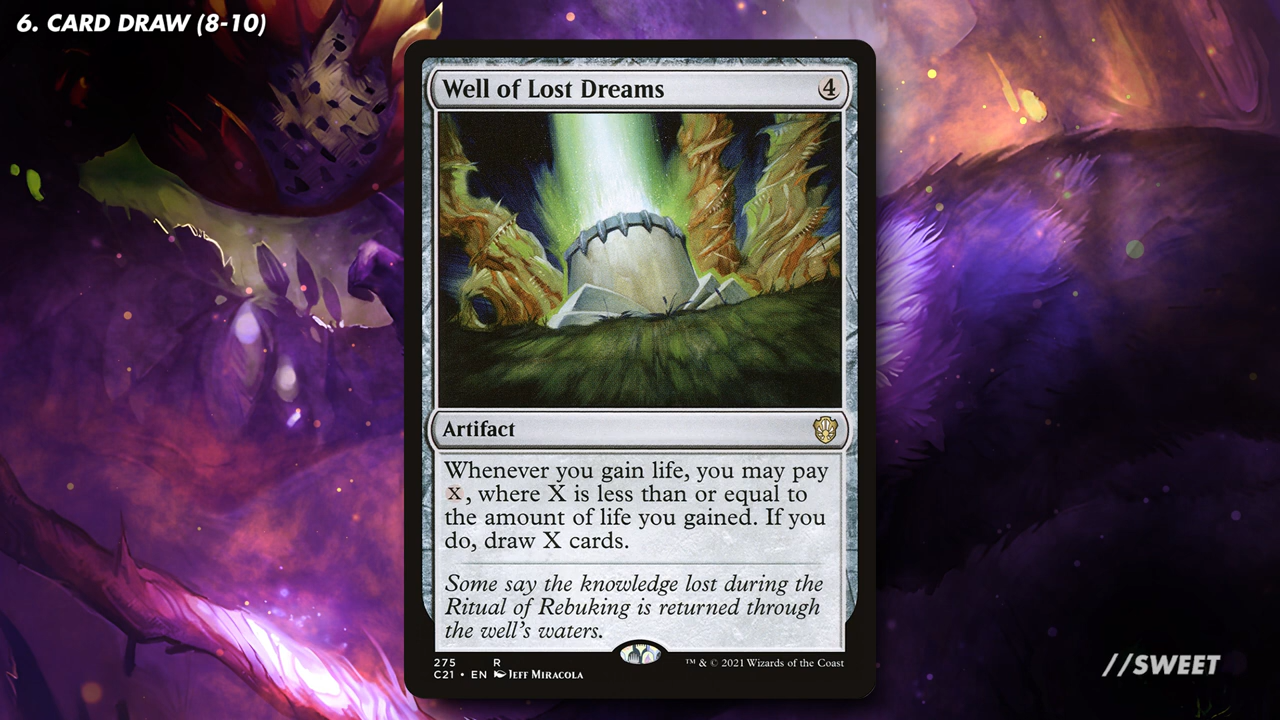 6. CARD DRAW (8-10)
Well of Lost Dreams 4
Artifact
Whenever you gain life, you may pay
X, where X is less than or equal to
the amount of life you gained. If you
do, draw X cards.
Some say the knowledge lost during the
Ritual of Rebuking is returned through
the well's waters.
275 R
C21 • EN Jeff Miracola
™ & © 2021 Wizards of the Coast
//SWEET